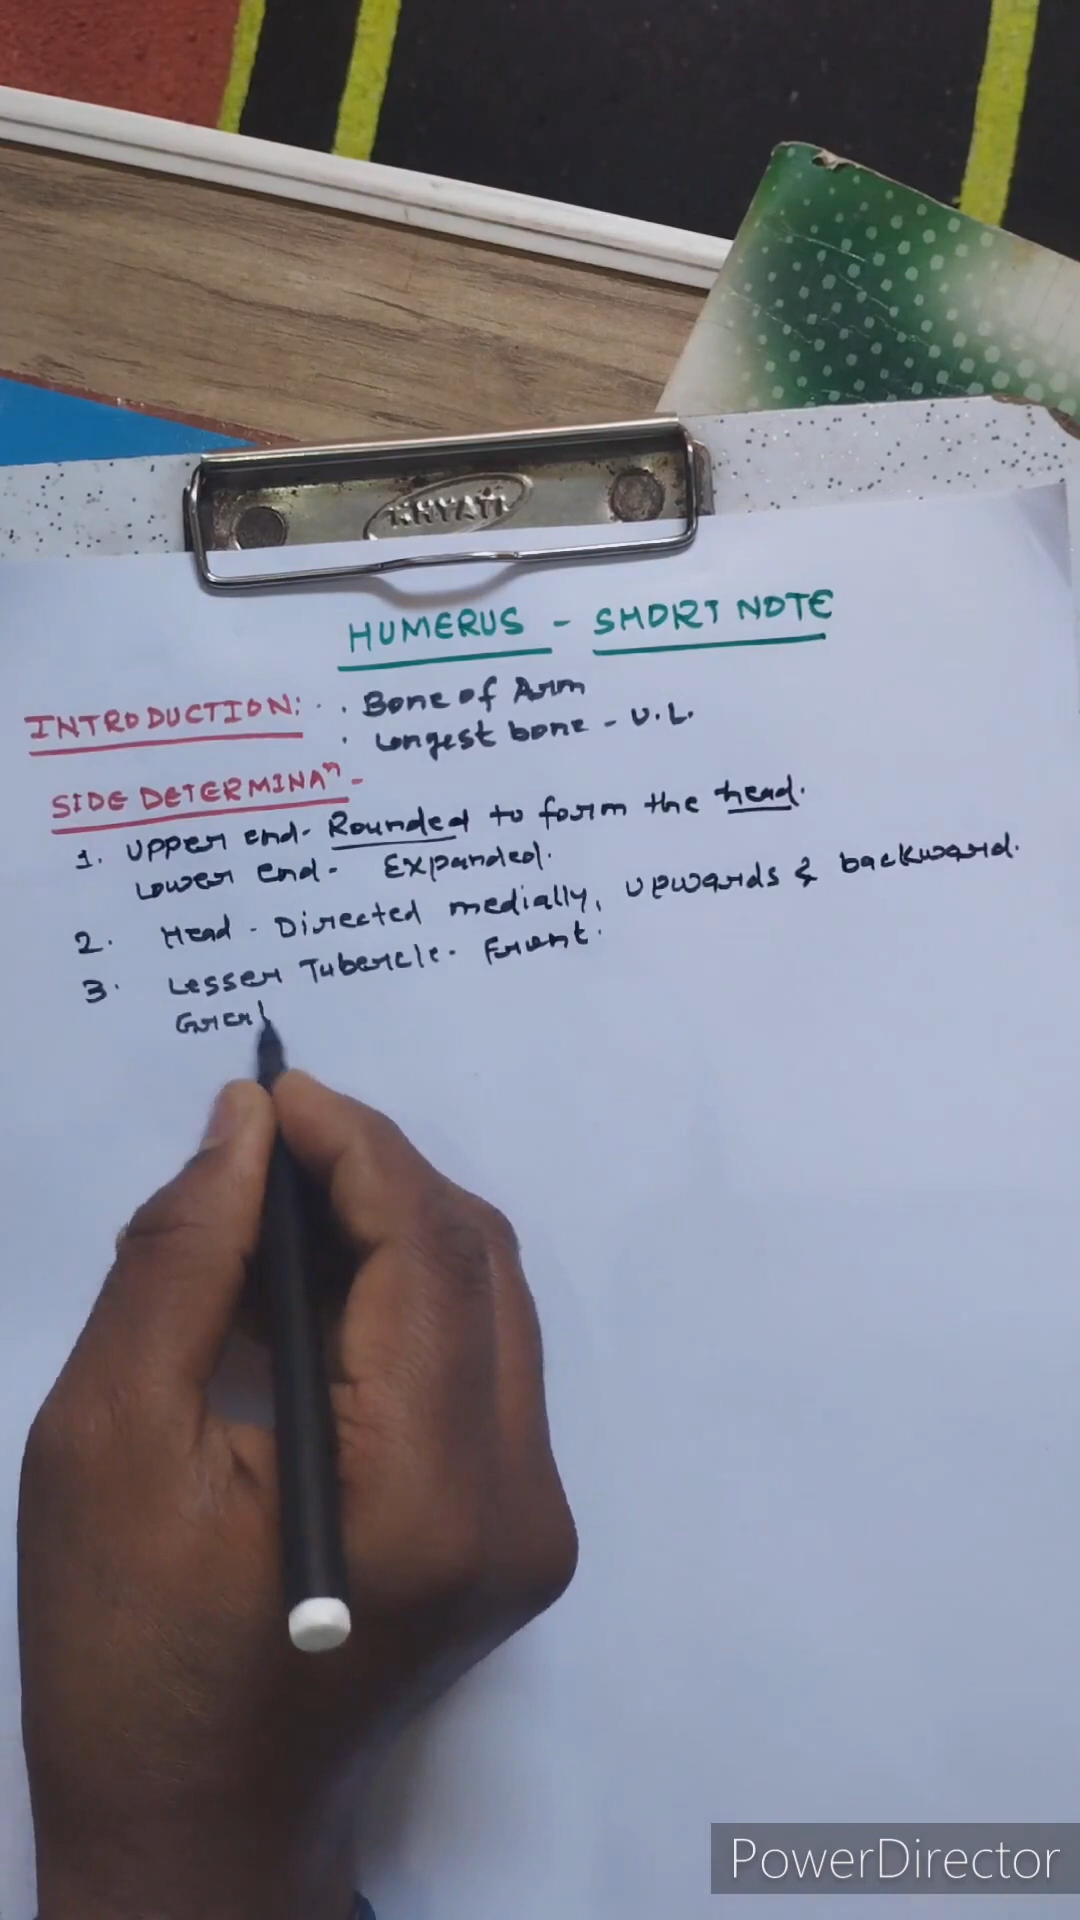 KHYATI
HUMERUS - SHORT NOTE
INTRODUCTION: . Bone of Arm
. Longest bone - U.L.
SIDE DETERMINAⁿ -
1. Upper end- Rounded to form the head.
Lower end- Expanded.
2. Head - Directed medially, upwards & backward.
3. Lesser Tubercle- Front.
Great
PowerDirector